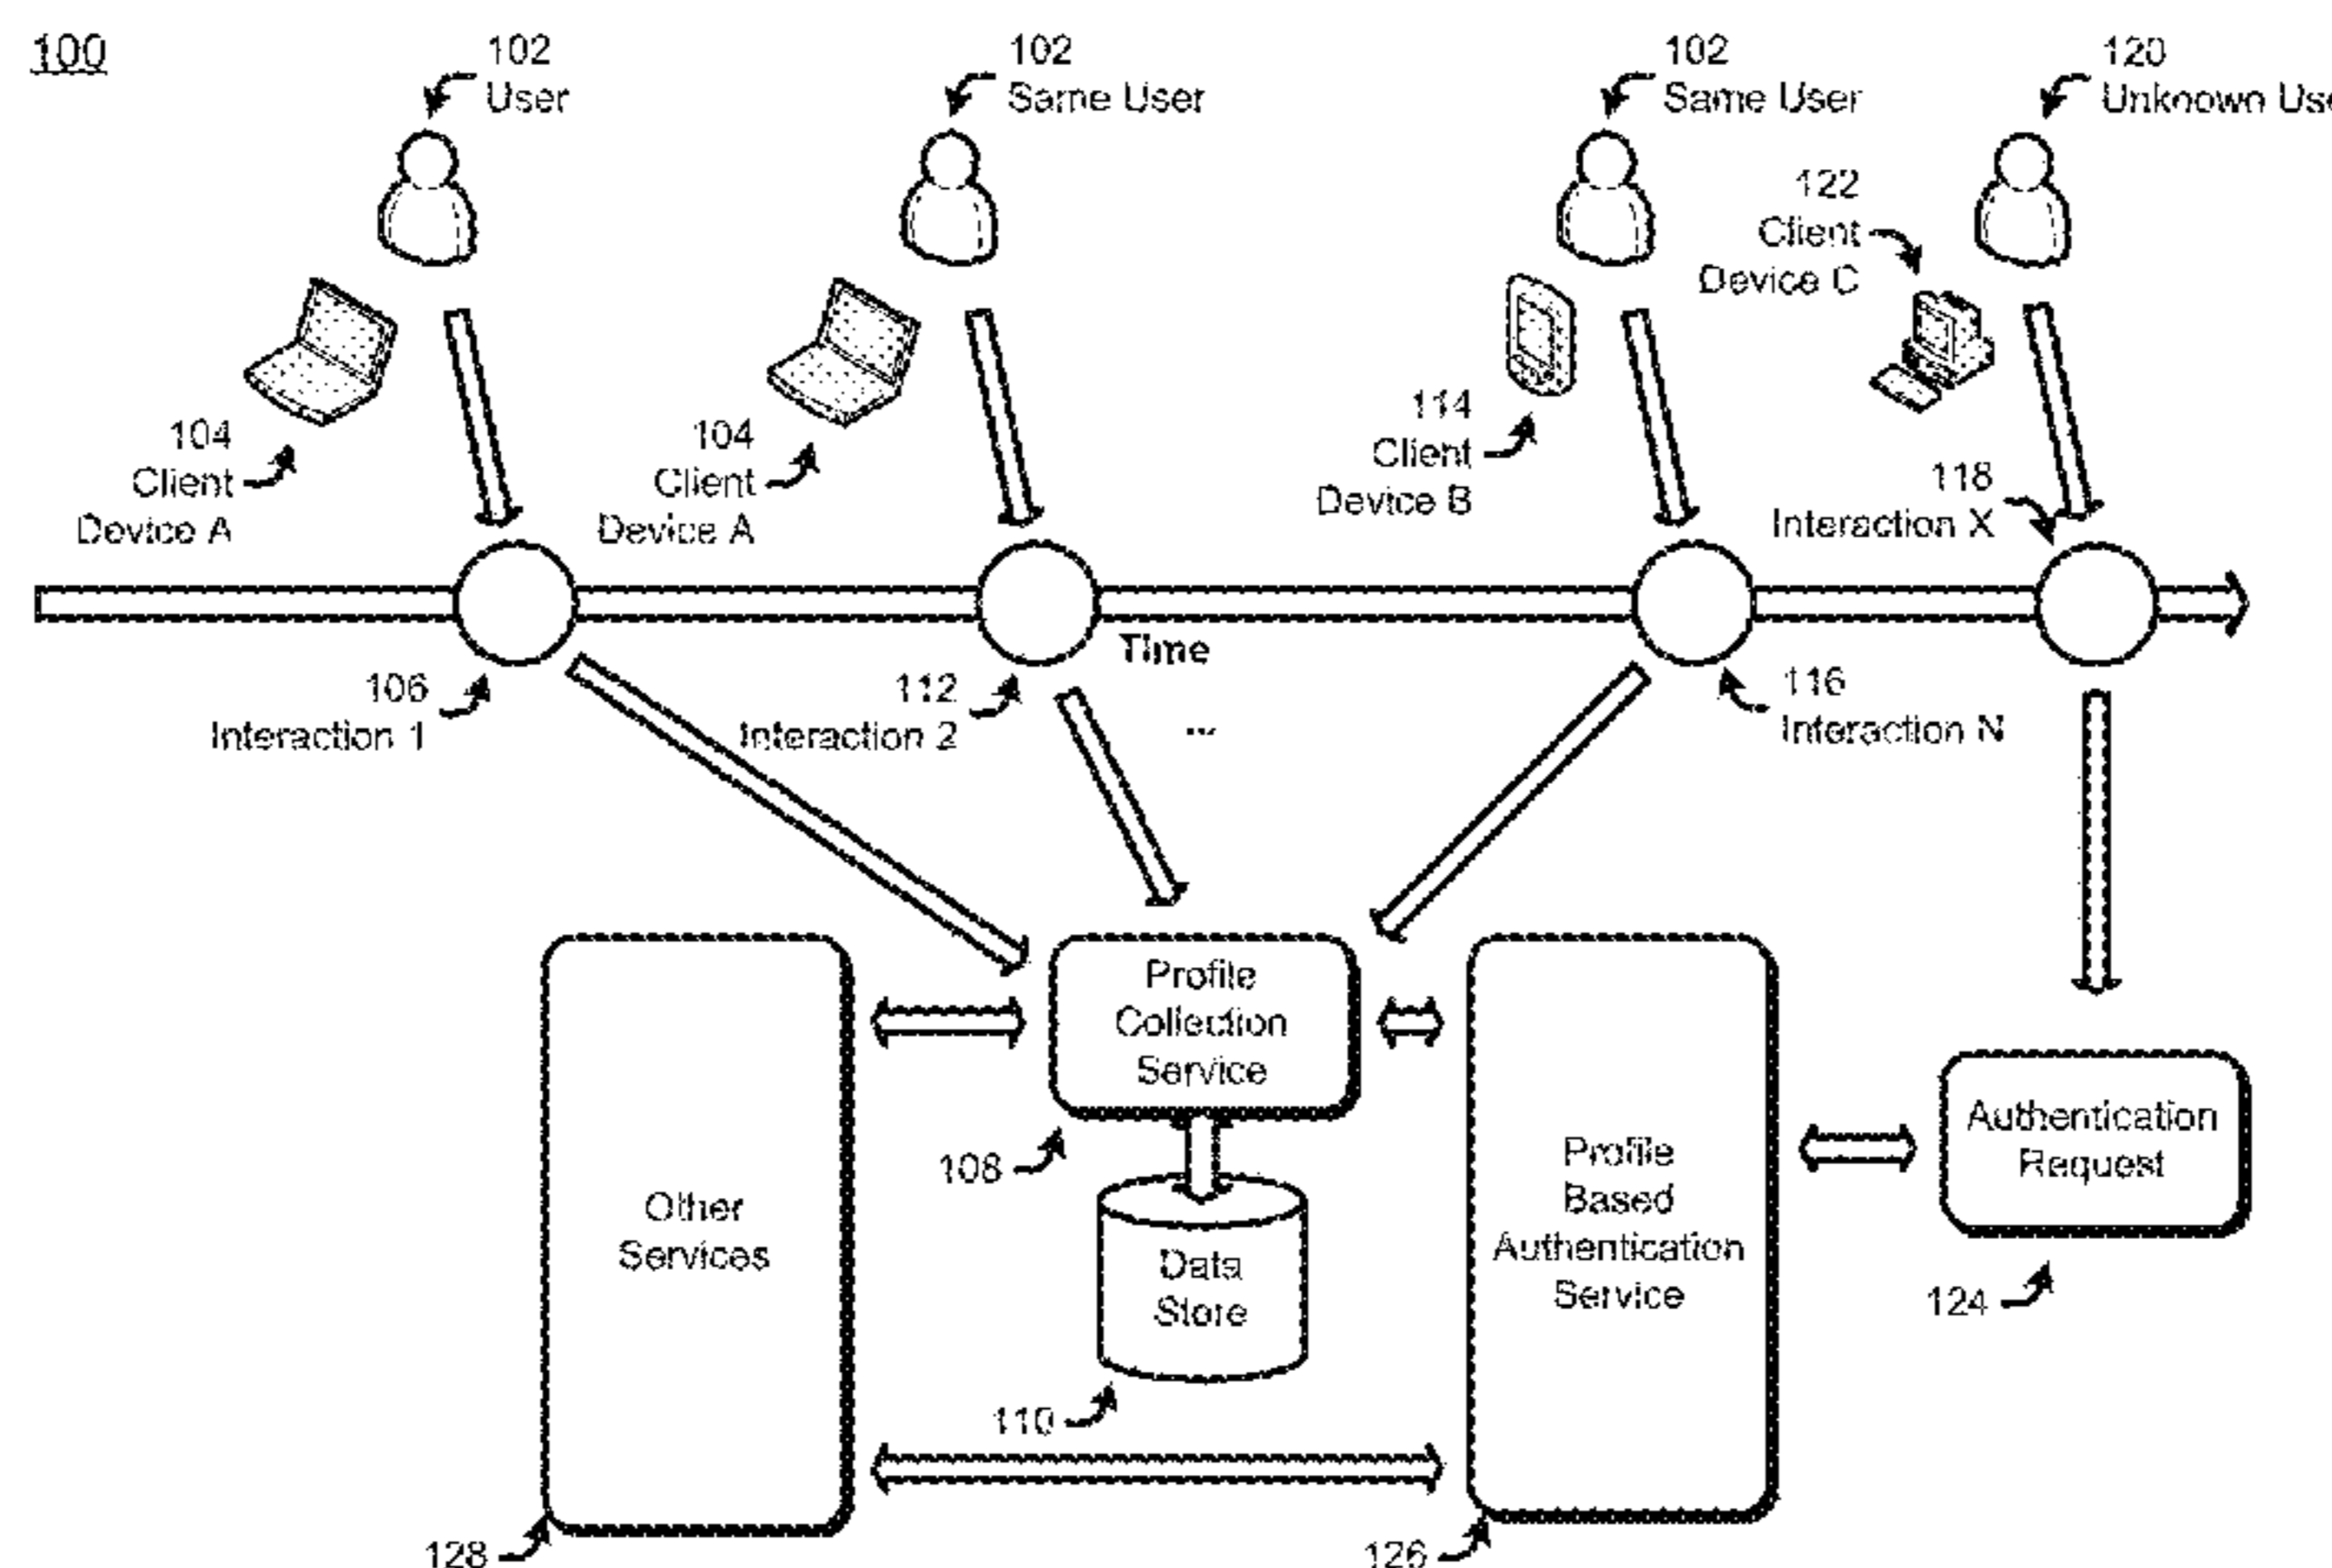 100
102
User
102
Same User
102
Same User
120
Unknown Use
122
Client
Device C
104
Client
Device A
104
Client
Device A
114
Client
Device B
118
Interaction X
Time
106
Interaction 1
112
Interaction 2
...
116
Interaction N
Profile
Collection
Service
108
Data
Store
110
Other
Services
128
Profile
Based
Authentication
Service
126
Authentication
Request
124